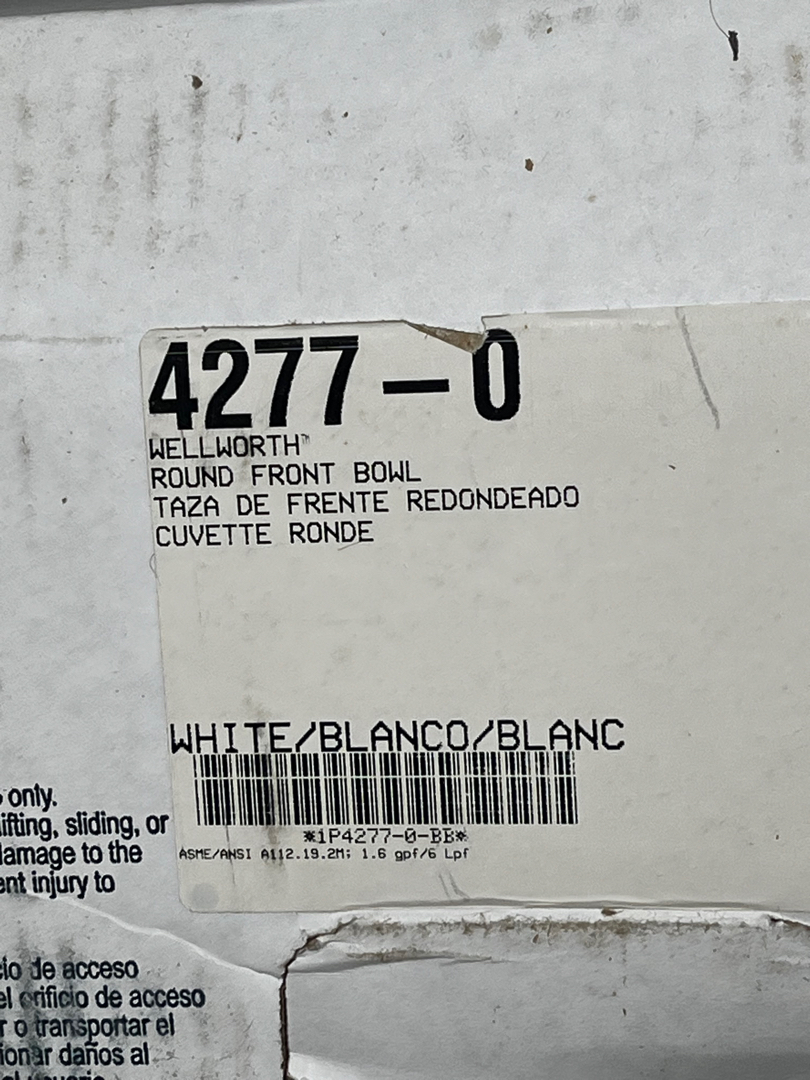 4277-0
WELLWORTH™
ROUND FRONT BOWL
TAZA DE FRENTE REDONDEADO
CUVETTE RONDE
WHITE/BLANCO/BLANC
*1P4277-0-BB*
ASME/ANSI A112.19.2M; 1.6 gpf/6 Lpf
only.
lifting, sliding, or
damage to the
injury to
de acceso
el orificio de acceso
r o transportar el
daños al